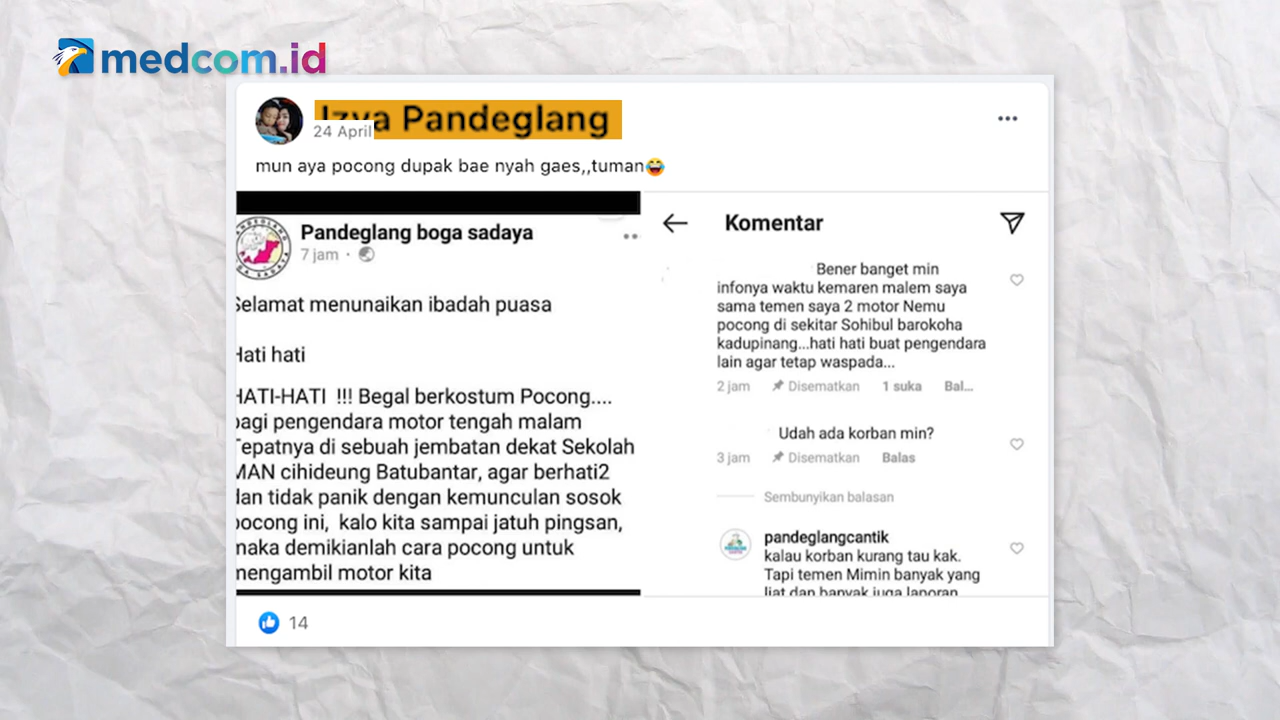 medcom.id
Izya Pandeglang
24 April
mun aya pocong dupak bae nyah gaes,,tuman😂
Pandeglang boga sadaya
7 jam ·
Selamat menunaikan ibadah puasa
Hati hati
HATI-HATI !!! Begal berkostum Pocong....
bagi pengendara motor tengah malam
Tepatnya di sebuah jembatan dekat Sekolah
MAN cihideung Batubantar, agar berhati2
dan tidak panik dengan kemunculan sosok
pocong ini, kalo kita sampai jatuh pingsan,
maka demikianlah cara pocong untuk
mengambil motor kita
Komentar
Bener banget min
infonya waktu kemaren malem saya
sama temen saya 2 motor Nemu
pocong di sekitar Sohibul barokoha
kadupinang...hati hati buat pengendara
lain agar tetap waspada...
2 jam Disematkan 1 suka Bal...
Udah ada korban min?
3 jam Disematkan Balas
Sembunyikan balasan
pandeglangcantik
kalau korban kurang tau kak.
Tapi temen Mimin banyak yang
liat dan banyak juga laporan
14